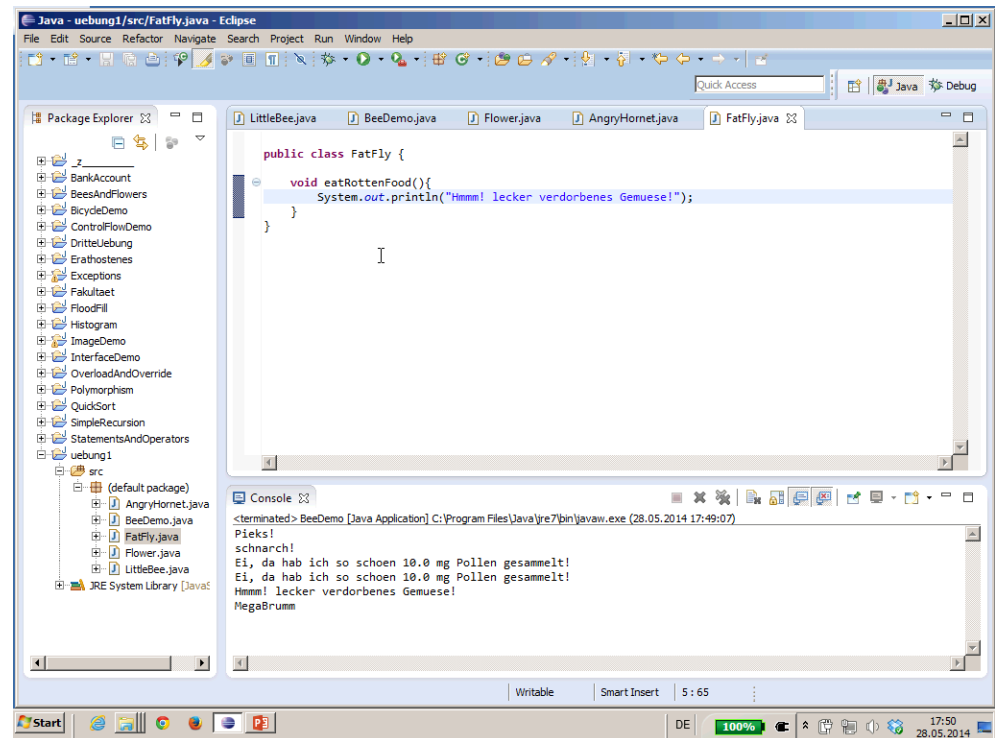 Java - uebung1/src/FatFly.java - Eclipse
File Edit Source Refactor Navigate Search Project Run Window Help
Quick Access
Java
Debug
Package Explorer
_z_________
BankAccount
BeesAndFlowers
BicycleDemo
ControlFlowDemo
DritteUebung
Erathostenes
Exceptions
Fakultaet
FloodFill
Histogram
ImageDemo
InterfaceDemo
OverloadAndOverride
Polymorphism
QuickSort
SimpleRecursion
StatementsAndOperators
uebung1
src
(default package)
AngryHornet.java
BeeDemo.java
FatFly.java
Flower.java
LittleBee.java
JRE System Library [JavaS
LittleBee.java BeeDemo.java Flower.java AngryHornet.java FatFly.java
public class FatFly {
void eatRottenFood(){
System.out.println("Hmmm! lecker verdorbenes Gemuese!");
}
}
Console
<terminated> BeeDemo [Java Application] C:\Program Files\Java\jre7\bin\javaw.exe (28.05.2014 17:49:07)
Pieks!
schnarch!
Ei, da hab ich so schoen 10.0 mg Pollen gesammelt!
Ei, da hab ich so schoen 10.0 mg Pollen gesammelt!
Hmmm! lecker verdorbenes Gemuese!
MegaBrumm
Writable Smart Insert 5 : 65
Start
DE 100% 17:50
28.05.2014